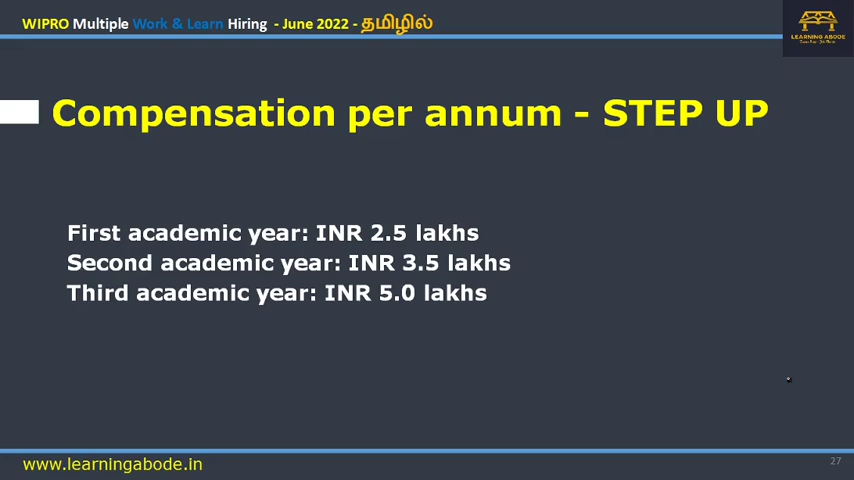 WIPRO Multiple Work & Learn Hiring - June 2022 - தமிழில்
LEARNING ABODE
Compensation per annum - STEP UP
First academic year: INR 2.5 lakhs
Second academic year: INR 3.5 lakhs
Third academic year: INR 5.0 lakhs
www.learningabode.in
27